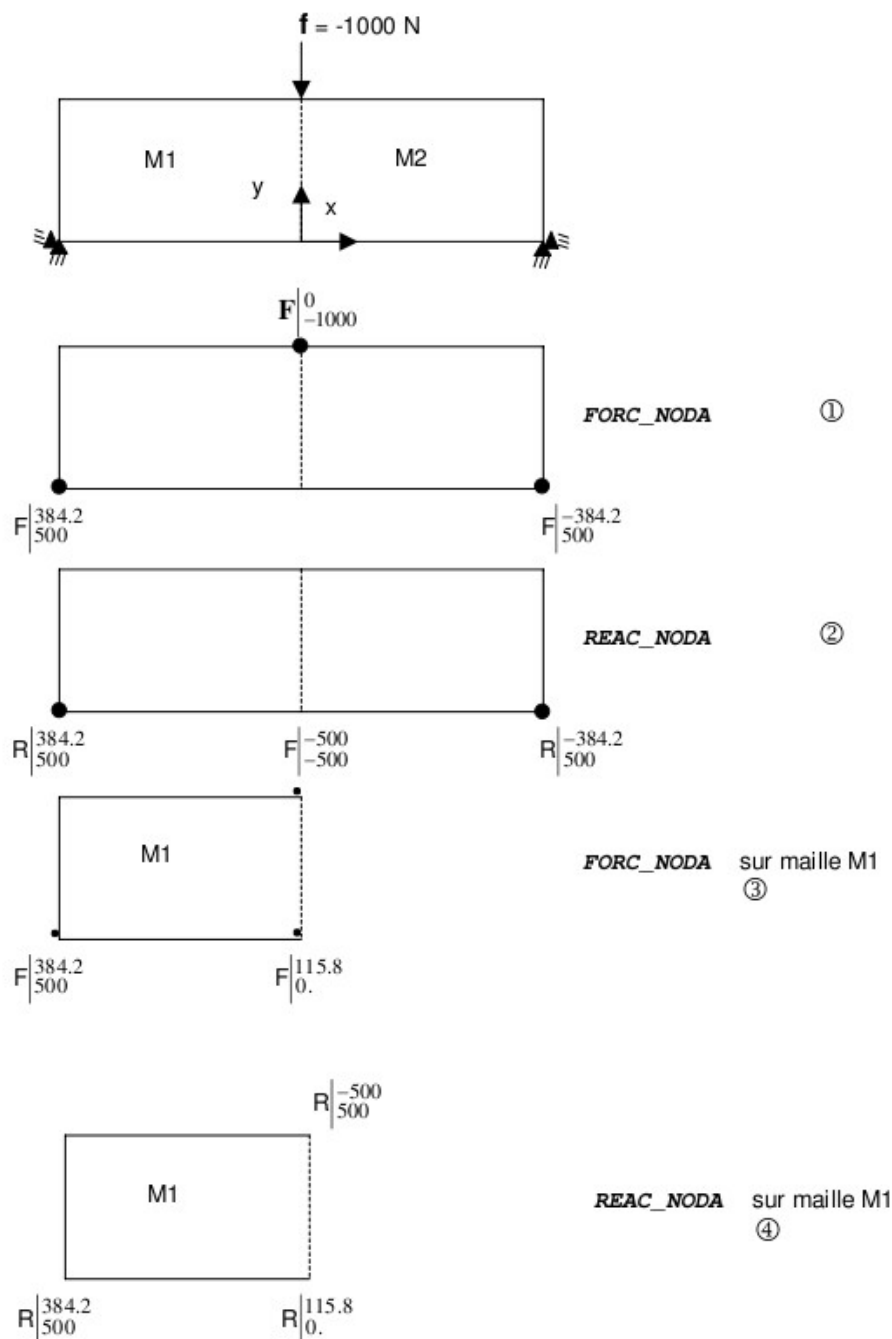 f = -1000 N
M1
M2
y
x
F|0 -1000
FORC_NODA ①
F|384.2 500
F|-384.2 500
REAC_NODA ②
R|384.2 500
F|-500 -500
R|-384.2 500
M1
FORC_NODA sur maille M1
③
F|384.2 500
F|115.8 0.
R|-500 500
M1
REAC_NODA sur maille M1
④
R|384.2 500
R|115.8 0.